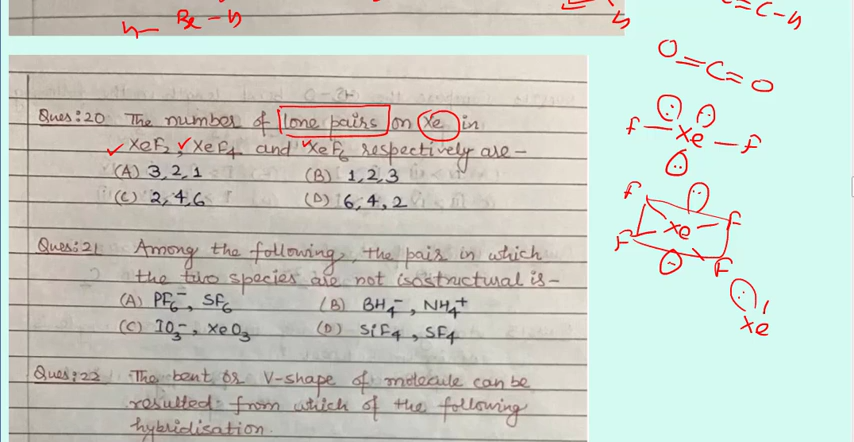 H — Be — H
H
≡C-H
O=C=O
Ques:20 The number of lone pairs on Xe in
XeF₂, XeF₄ and XeF₆ respectively are-
(A) 3,2,1 (B) 1,2,3
(C) 2,4,6 (D) 6,4,2
F—Xe—F
F F
Xe
F F
Xe
Ques:21 Among the following, the pair in which
the two species are not isostructural is-
(A) PF₆⁻, SF₆ (B) BH₄⁻, NH₄⁺
(C) IO₃⁻, XeO₃ (D) SiF₄, SF₄
Ques:22 The bent or V-shape of molecule can be
resulted from which of the following
hybridisation.